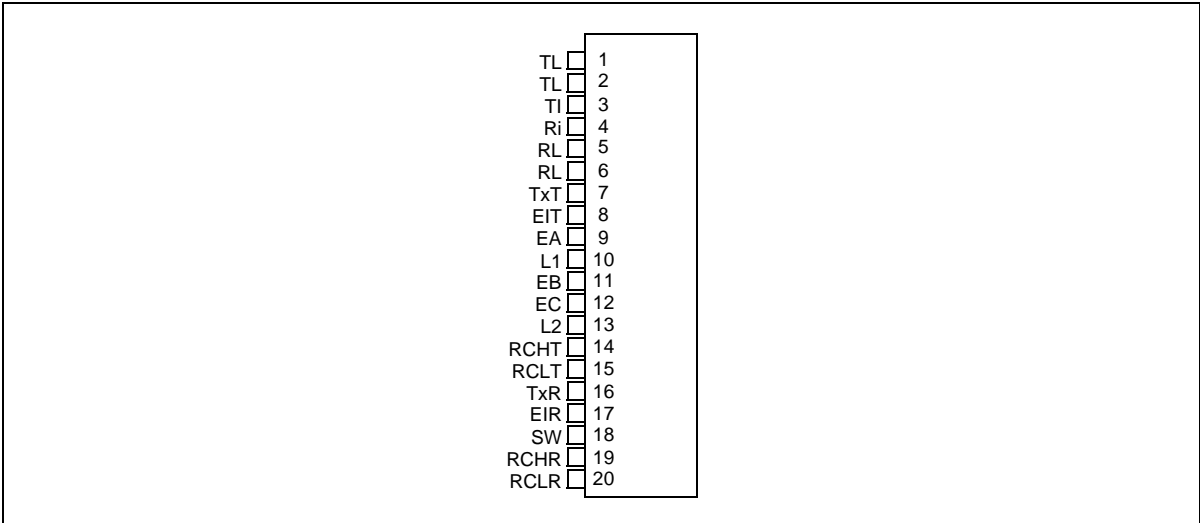 TL 1
TL 2
TI 3
Ri 4
RL 5
RL 6
TxT 7
EIT 8
EA 9
L1 10
EB 11
EC 12
L2 13
RCHT 14
RCLT 15
TxR 16
EIR 17
SW 18
RCHR 19
RCLR 20